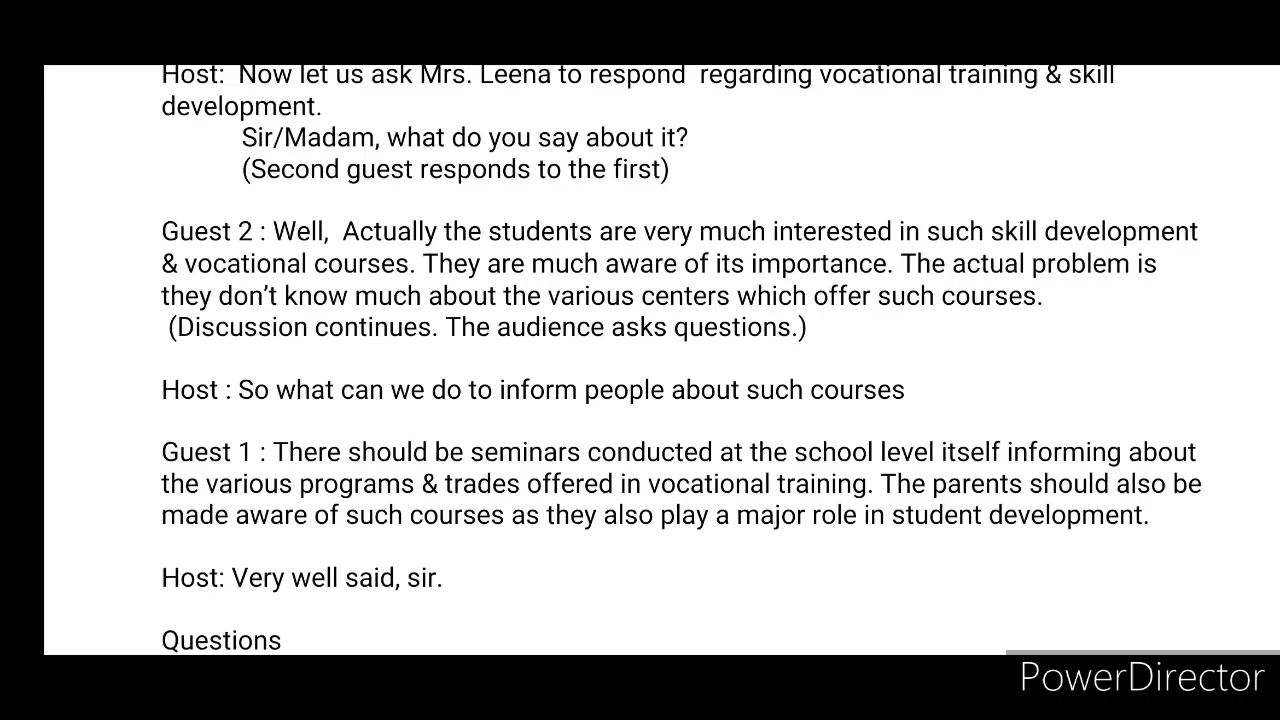 Host:  Now let us ask Mrs. Leena to respond  regarding vocational training & skill
development.
Sir/Madam, what do you say about it?
(Second guest responds to the first)
Guest 2 : Well,  Actually the students are very much interested in such skill development
& vocational courses. They are much aware of its importance. The actual problem is
they don’t know much about the various centers which offer such courses.
(Discussion continues. The audience asks questions.)
Host : So what can we do to inform people about such courses
Guest 1 : There should be seminars conducted at the school level itself informing about
the various programs & trades offered in vocational training. The parents should also be
made aware of such courses as they also play a major role in student development.
Host: Very well said, sir.
Questions
PowerDirector